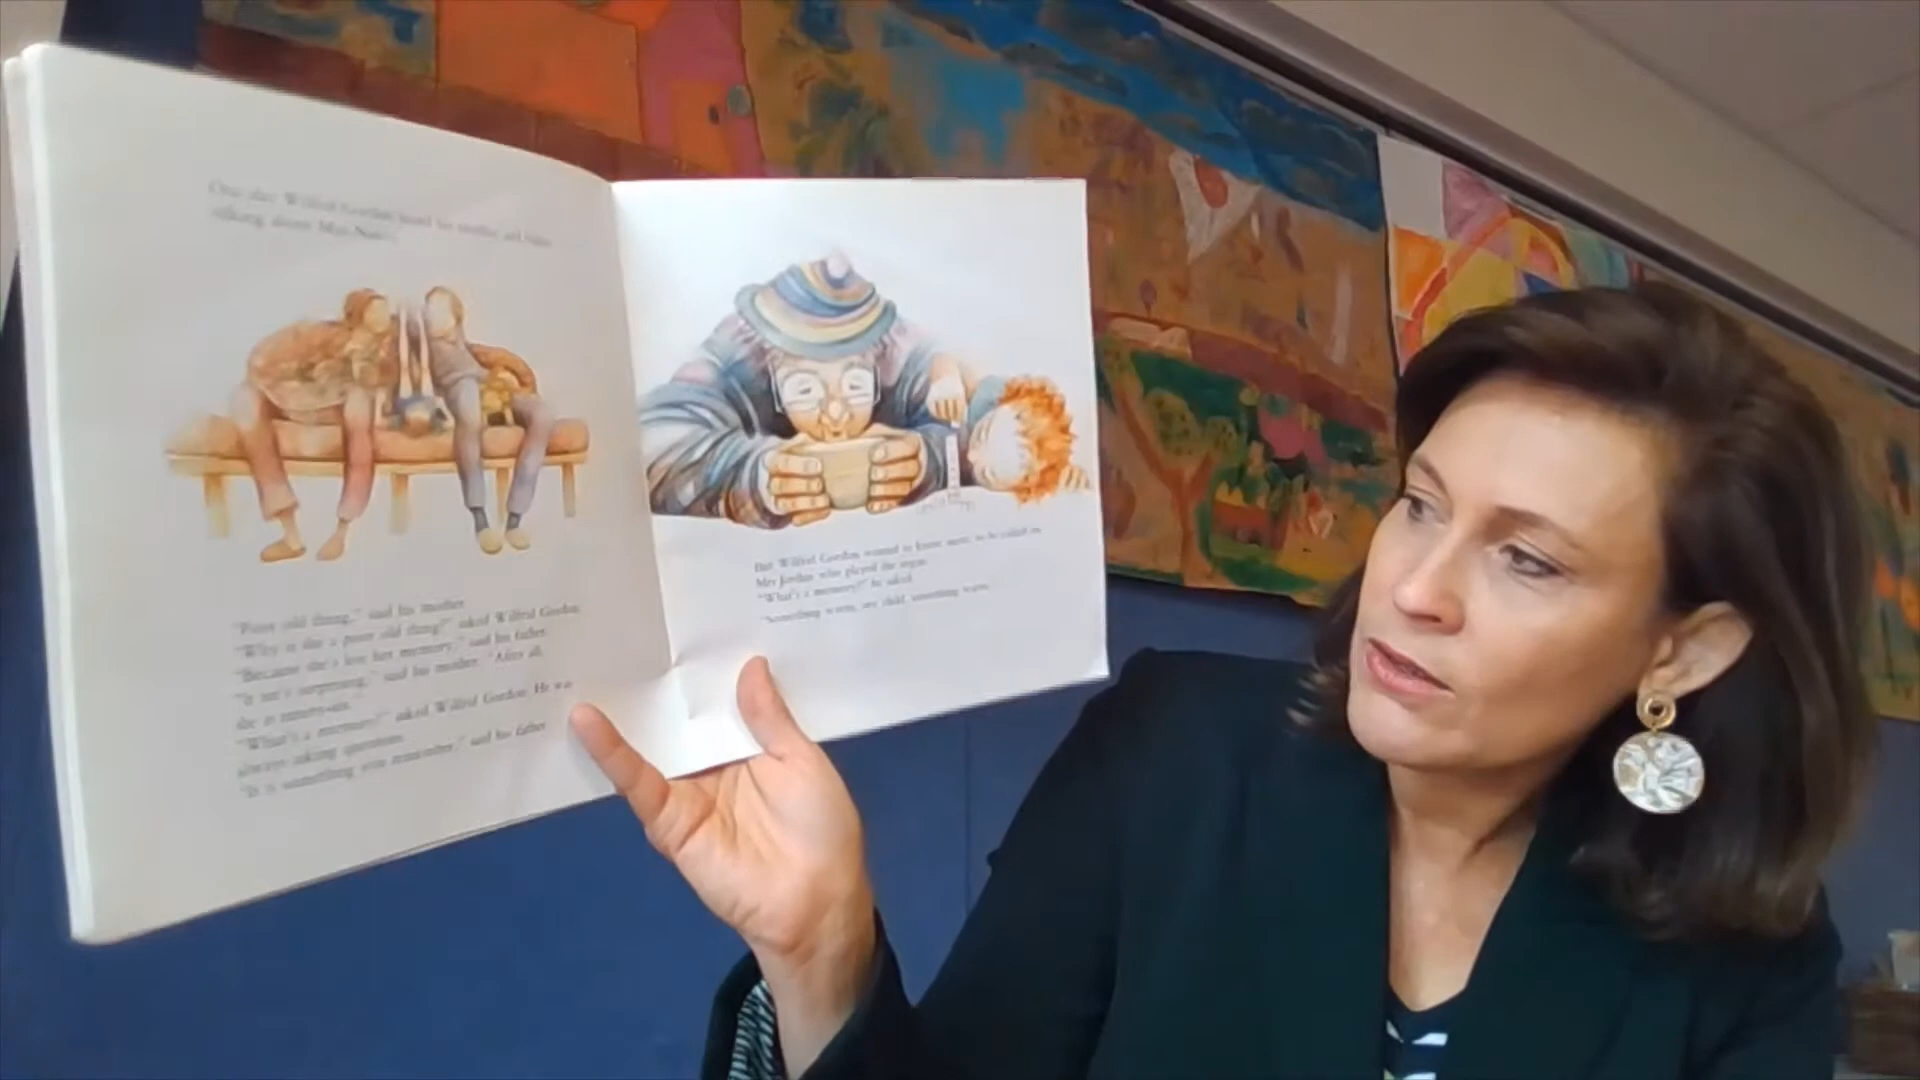 One day Wilfrid Gordon heard his mother and father
talking about Miss Nancy.
"Poor old thing," said his mother.
"Why is she a poor old thing?" asked Wilfrid Gordon.
"Because she's lost her memory," said his father.
"It isn't surprising," said his mother. "After all,
she is ninety-six."
"What's a memory?" asked Wilfrid Gordon. He was
always asking questions.
"It is something you remember," said his father.
But Wilfrid Gordon wanted to know more, so he called on
Mrs Jordan who played the organ.
"What's a memory?" he asked.
"Something warm, my child, something warm."